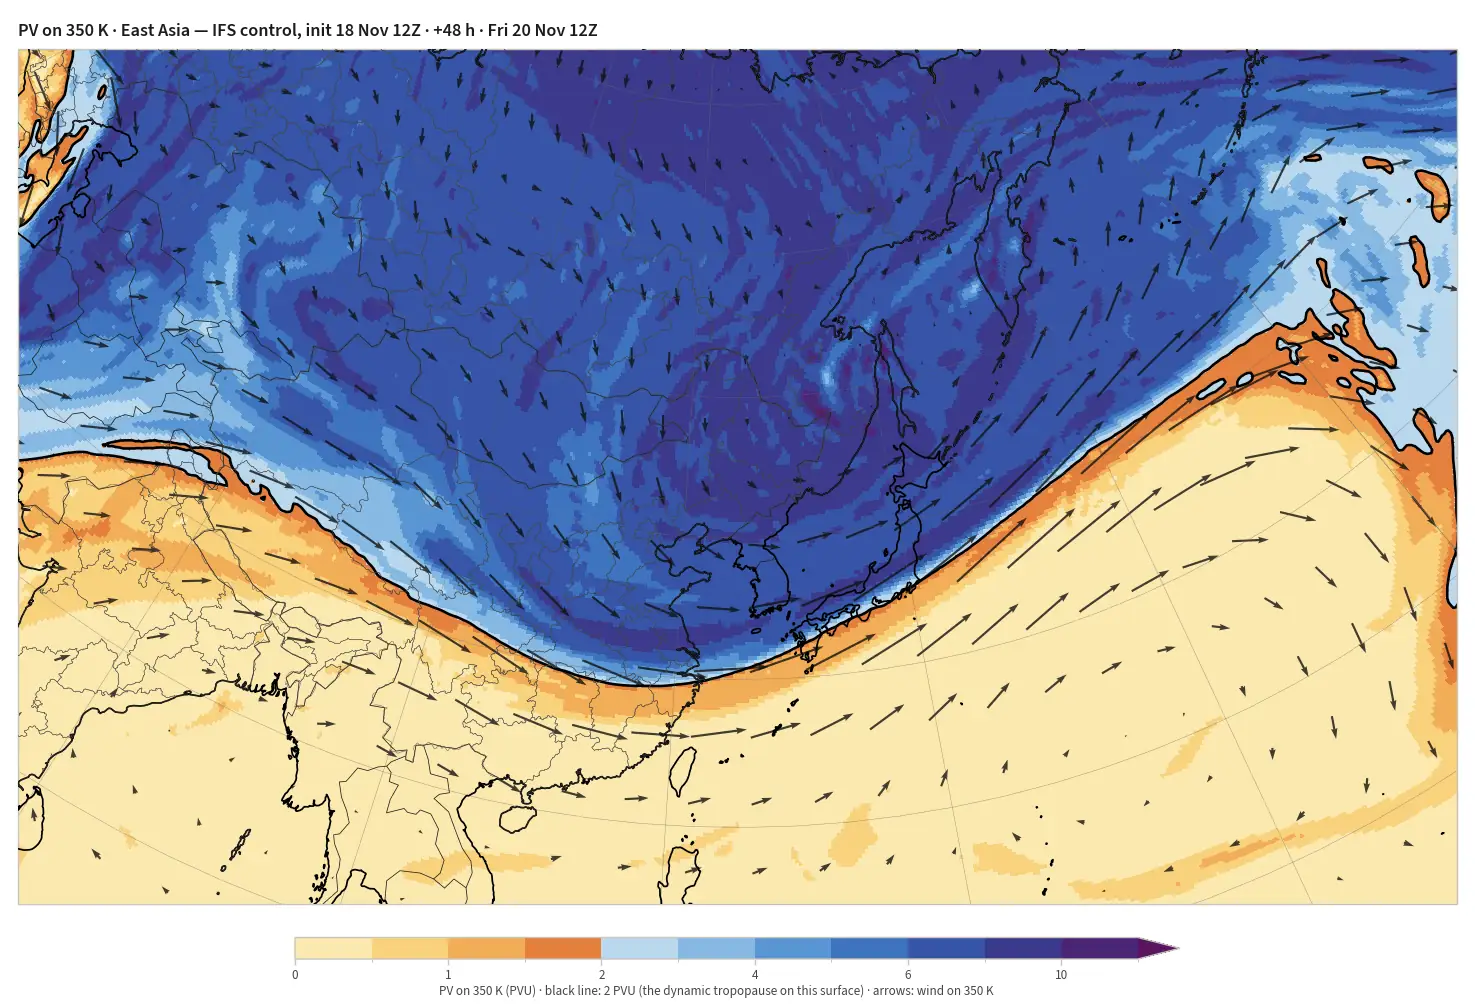 PV on 350 K · East Asia — IFS control, init 18 Nov 12Z · +48 h · Fri 20 Nov 12Z
0 1 2 4 6 10
PV on 350 K (PVU) · black line: 2 PVU (the dynamic tropopause on this surface) · arrows: wind on 350 K